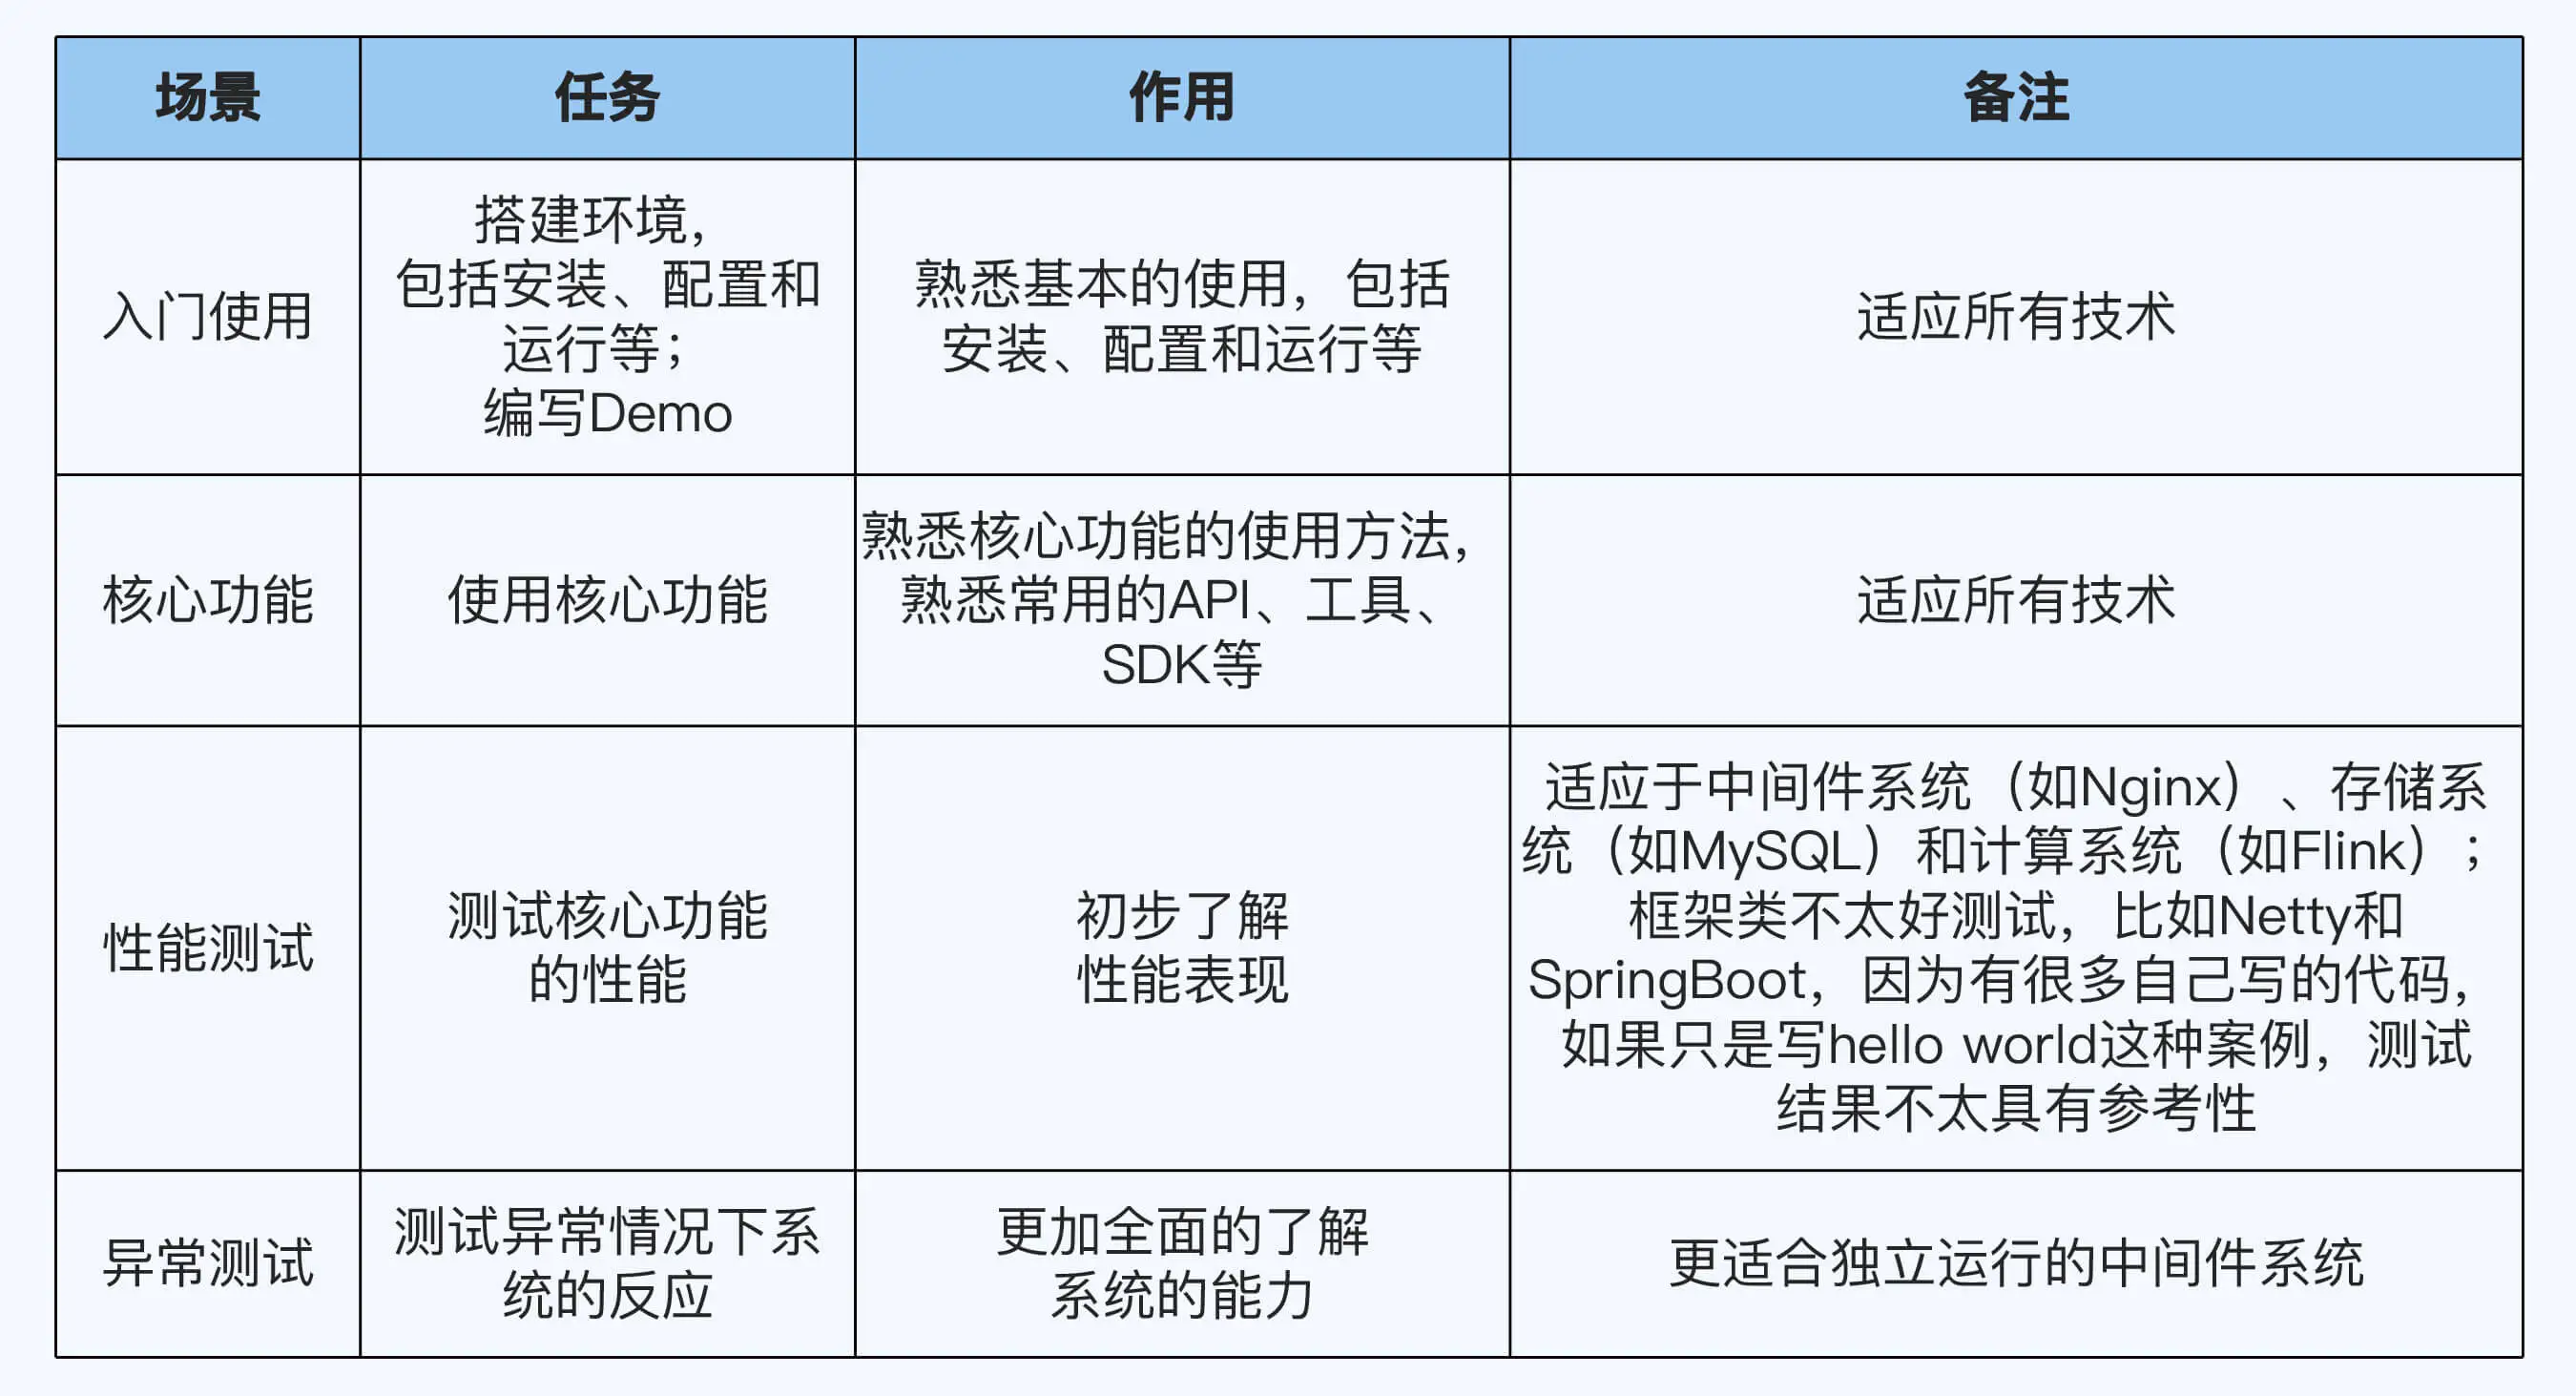 场景
任务
作用
备注
入门使用
搭建环境，
包括安装、配置和
运行等；
编写Demo
熟悉基本的使用，包括
安装、配置和运行等
适应所有技术
核心功能
使用核心功能
熟悉核心功能的使用方法，
熟悉常用的API、工具、
SDK等
适应所有技术
性能测试
测试核心功能
的性能
初步了解
性能表现
适应于中间件系统（如Nginx）、存储系
统（如MySQL）和计算系统（如Flink）；
框架类不太好测试，比如Netty和
SpringBoot，因为有很多自己写的代码，
如果只是写hello world这种案例，测试
结果不太具有参考性
异常测试
测试异常情况下系
统的反应
更加全面的了解
系统的能力
更适合独立运行的中间件系统